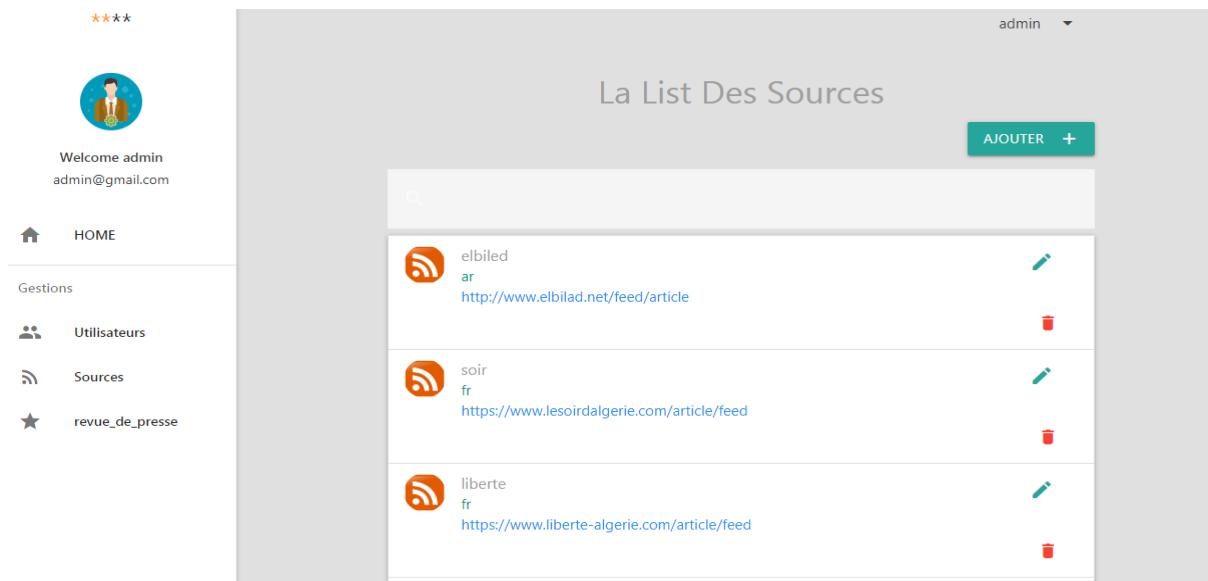 ****
Welcome admin
admin@gmail.com
HOME
Gestions
Utilisateurs
Sources
revue_de_presse
admin
La List Des Sources
AJOUTER +
elbiled
ar
http://www.elbilad.net/feed/article
soir
fr
https://www.lesoirdalgerie.com/article/feed
liberte
fr
https://www.liberte-algerie.com/article/feed